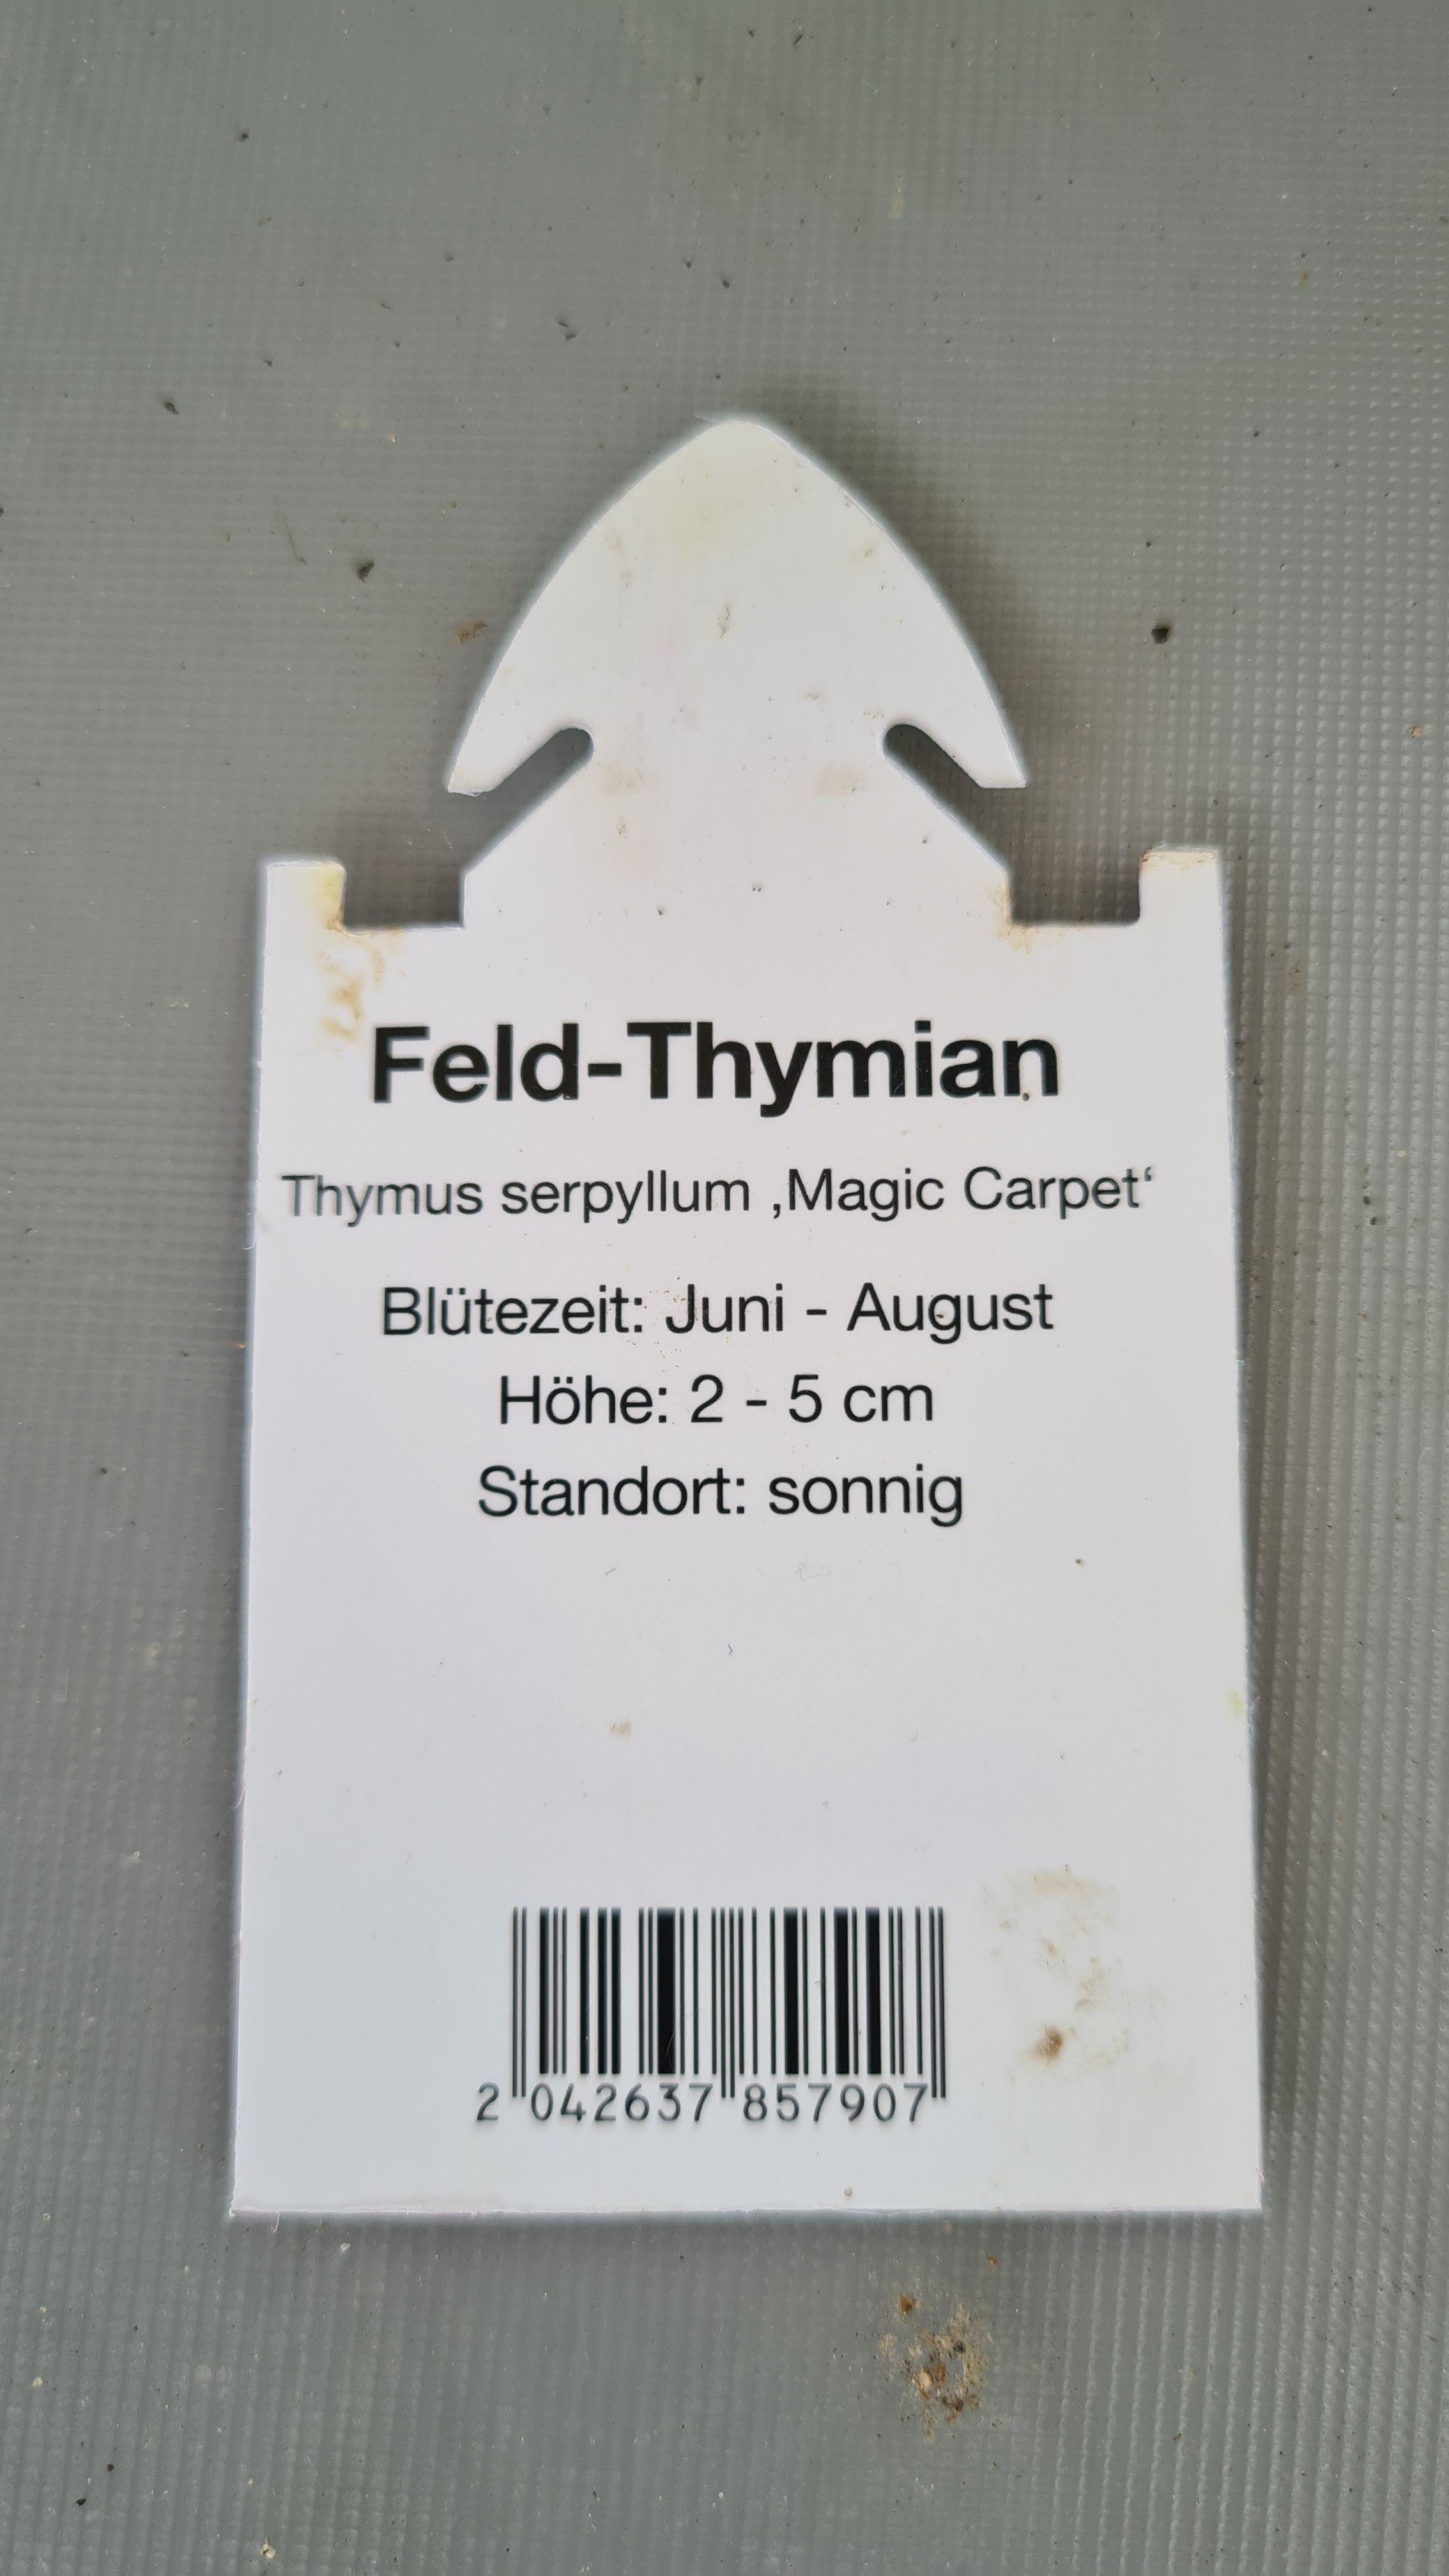 Feld-Thymian
Thymus serpyllum ‚Magic Carpet‘
Blütezeit: Juni - August
Höhe: 2 - 5 cm
Standort: sonnig
2 042637 857907